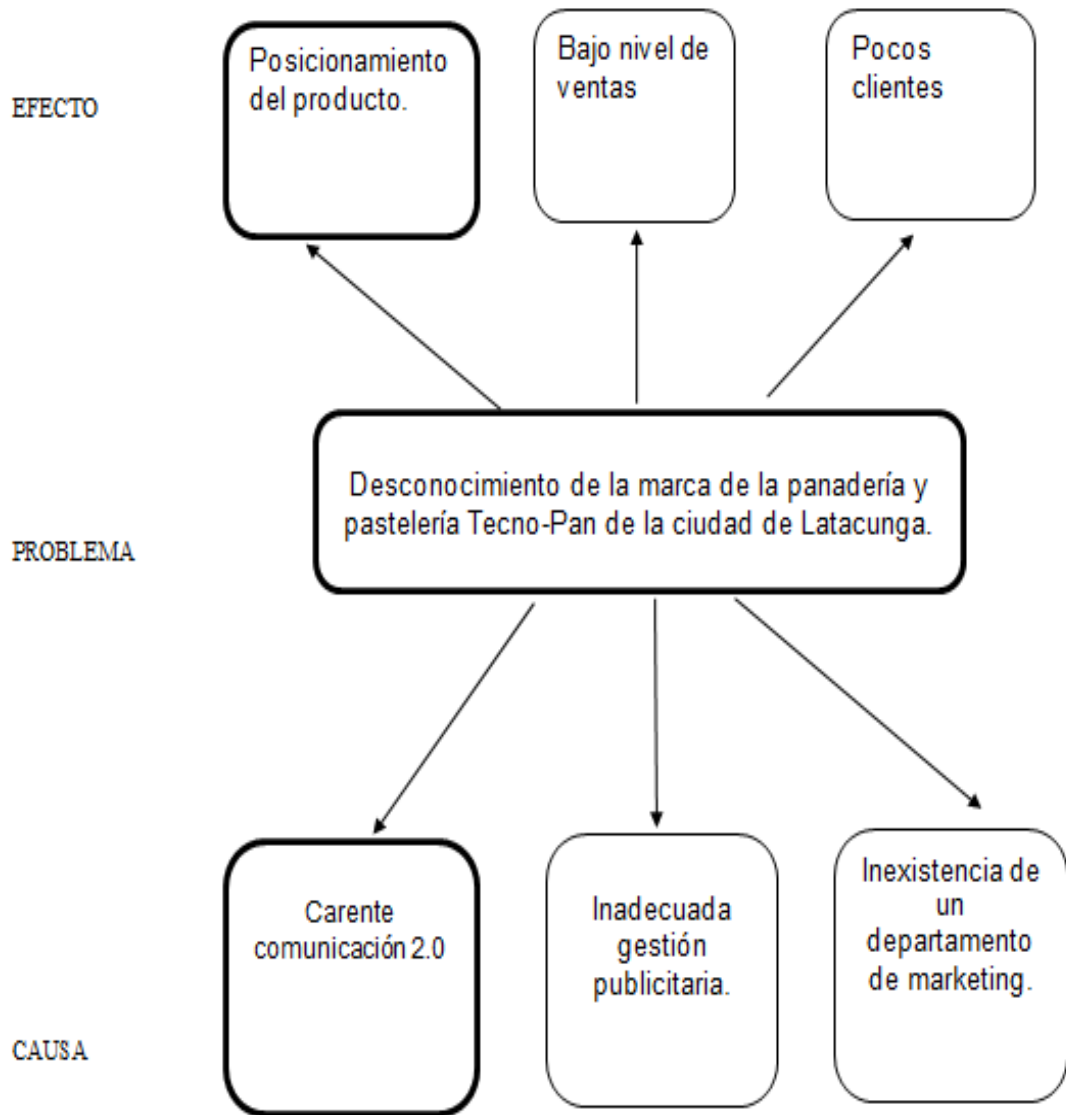 EFECTO
Posicionamiento
del producto.
Bajo nivel de
ventas
Pocos
clientes
PROBLEMA
Desconocimiento de la marca de la panadería y
pastelería Tecno-Pan de la ciudad de Latacunga.
CAUSA
Carente
comunicación 2.0
Inadecuada
gestión
publicitaria.
Inexistencia de
un
departamento
de marketing.